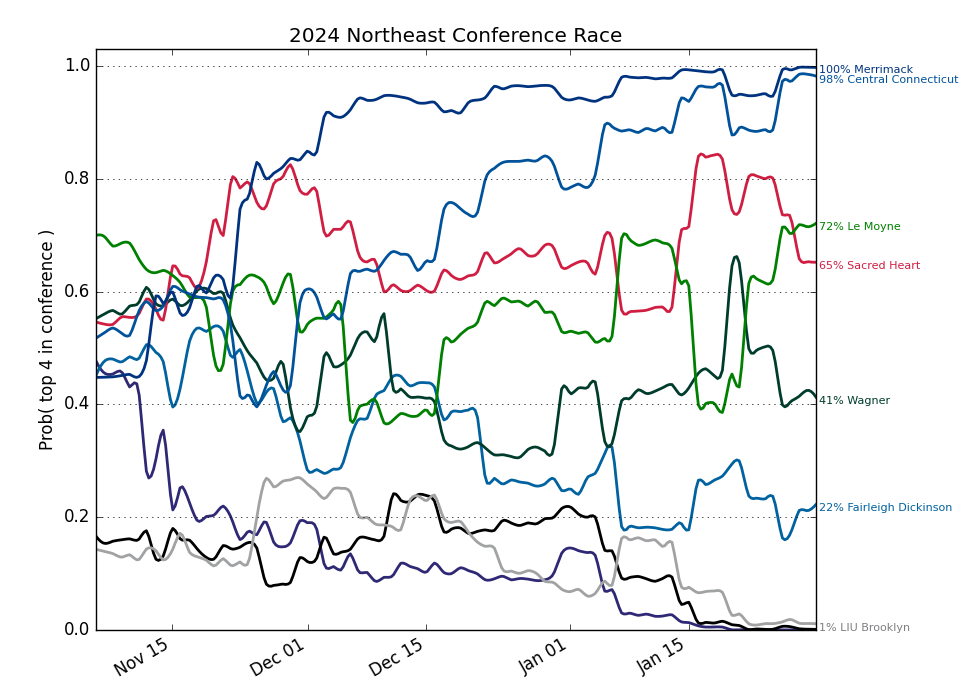 2024 Northeast Conference Race
Prob( top 4 in conference )
1.0
0.8
0.6
0.4
0.2
0.0
Nov 15
Dec 01
Dec 15
Jan 01
Jan 15
100% Merrimack
98% Central Connecticut
72% Le Moyne
65% Sacred Heart
41% Wagner
22% Fairleigh Dickinson
1% LIU Brooklyn